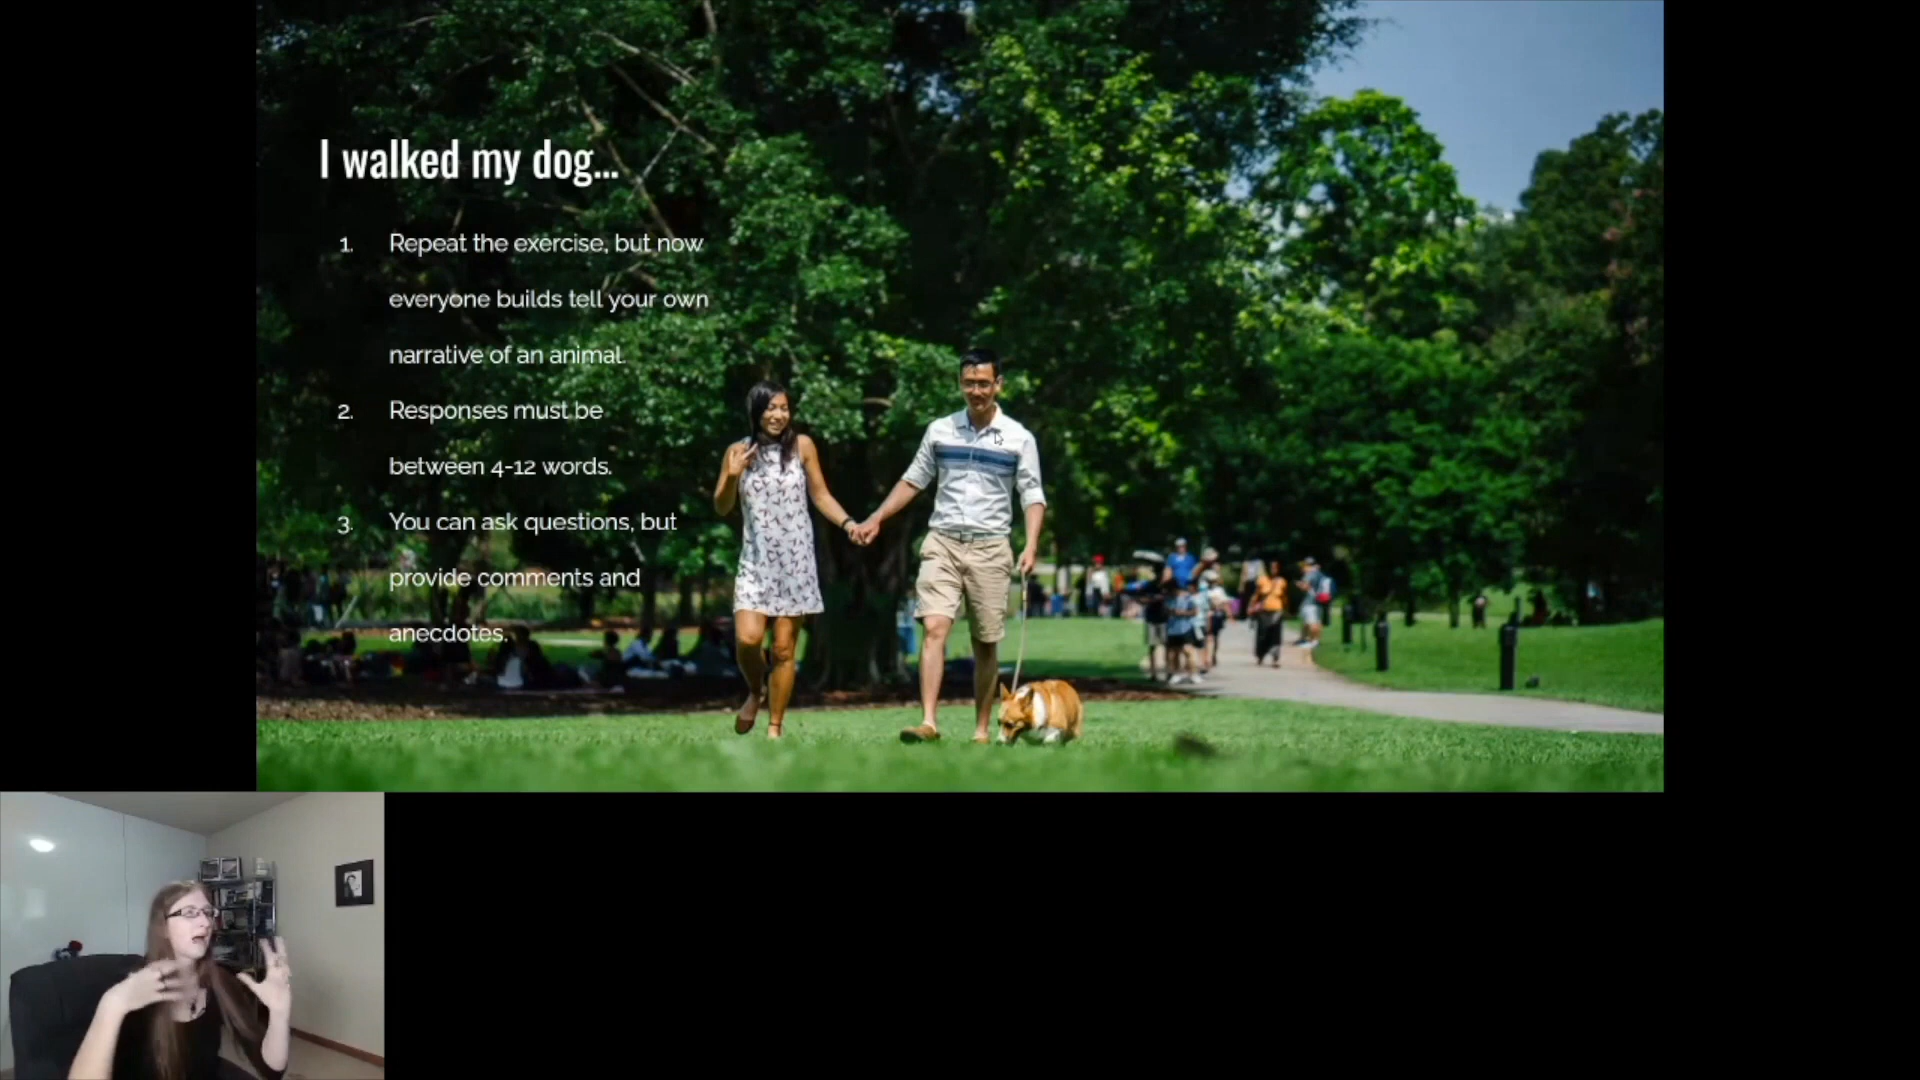 I walked my dog...
1. Repeat the exercise, but now
everyone builds tell your own
narrative of an animal.
2. Responses must be
between 4-12 words.
3. You can ask questions, but
provide comments and
anecdotes.